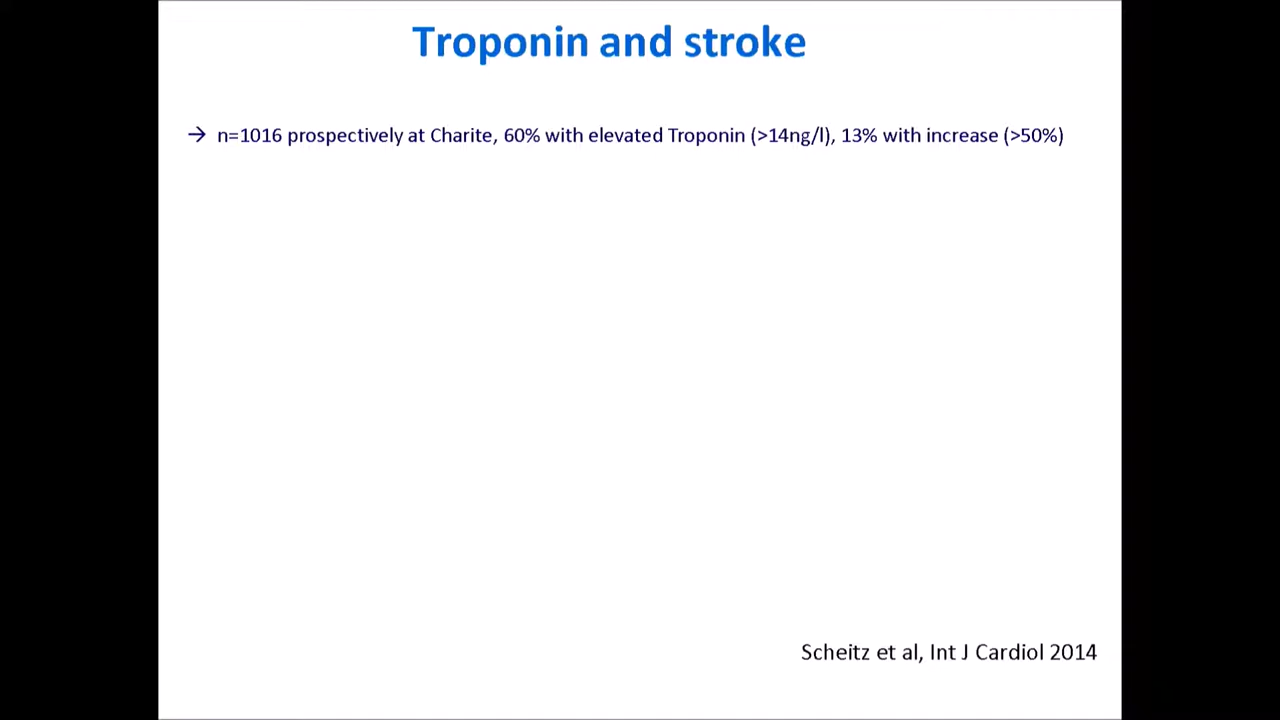 Troponin and stroke
→ n=1016 prospectively at Charite, 60% with elevated Troponin (>14ng/l), 13% with increase (>50%)
Scheitz et al, Int J Cardiol 2014